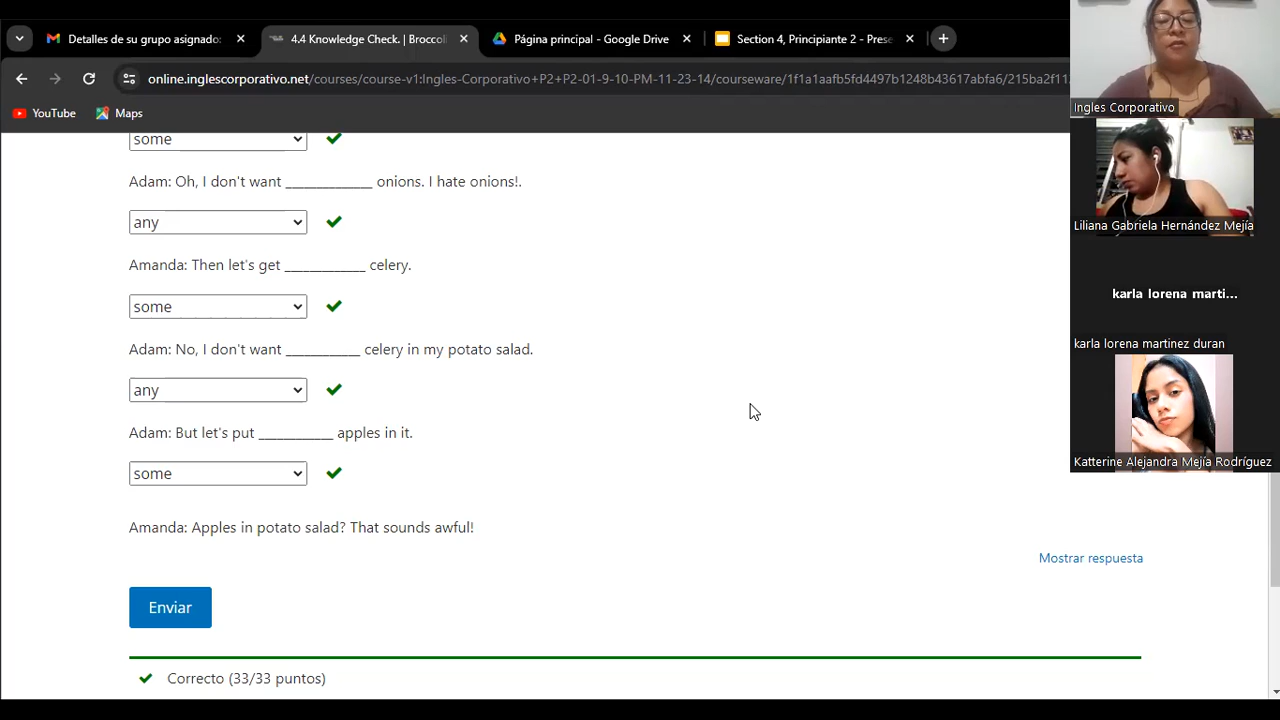 Detalles de su grupo asignado:
4.4 Knowledge Check. | Broccoli
Página principal - Google Drive
Section 4, Principiante 2 - Prese
online.inglescorporativo.net/courses/course-v1:Ingles-Corporativo+P2+P2-01-9-10-PM-11-23-14/courseware/1f1a1aafb5fd4497b1248b43617abfa6/215ba2f11
YouTube
Maps
some
Adam: Oh, I don't want _____________ onions. I hate onions!.
any
Amanda: Then let's get ____________ celery.
some
Adam: No, I don't want ___________ celery in my potato salad.
any
Adam: But let's put ___________ apples in it.
some
Amanda: Apples in potato salad? That sounds awful!
Mostrar respuesta
Enviar
Correcto (33/33 puntos)
Ingles Corporativo
Liliana Gabriela Hernández Mejía
karla lorena marti...
karla lorena martinez duran
Katterine Alejandra Mejía Rodríguez